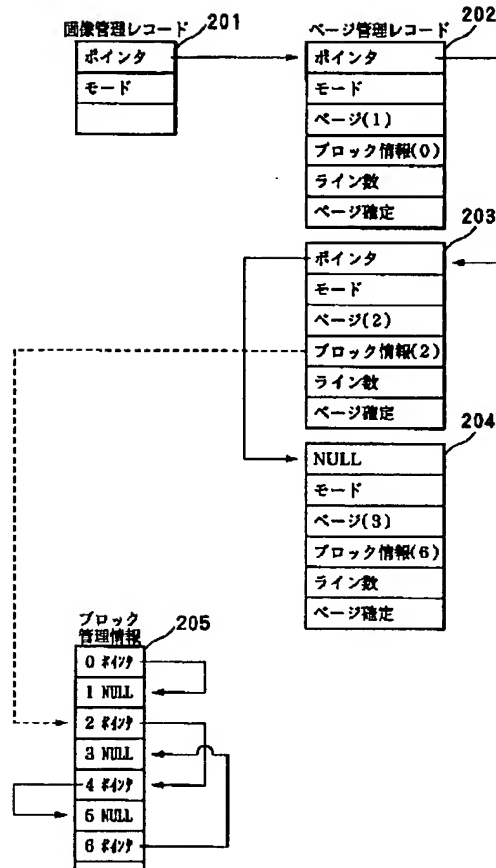 画像管理レコード 201
ポインタ
モード
ページ管理レコード 202
ポインタ
モード
ページ(1)
ブロック情報(0)
ライン数
ページ確定
203
ポインタ
モード
ページ(2)
ブロック情報(2)
ライン数
ページ確定
204
NULL
モード
ページ(3)
ブロック情報(6)
ライン数
ページ確定
ブロック
管理情報 205
0 ポインタ
1 NULL
2 ポインタ
3 NULL
4 ポインタ
5 NULL
6 ポインタ